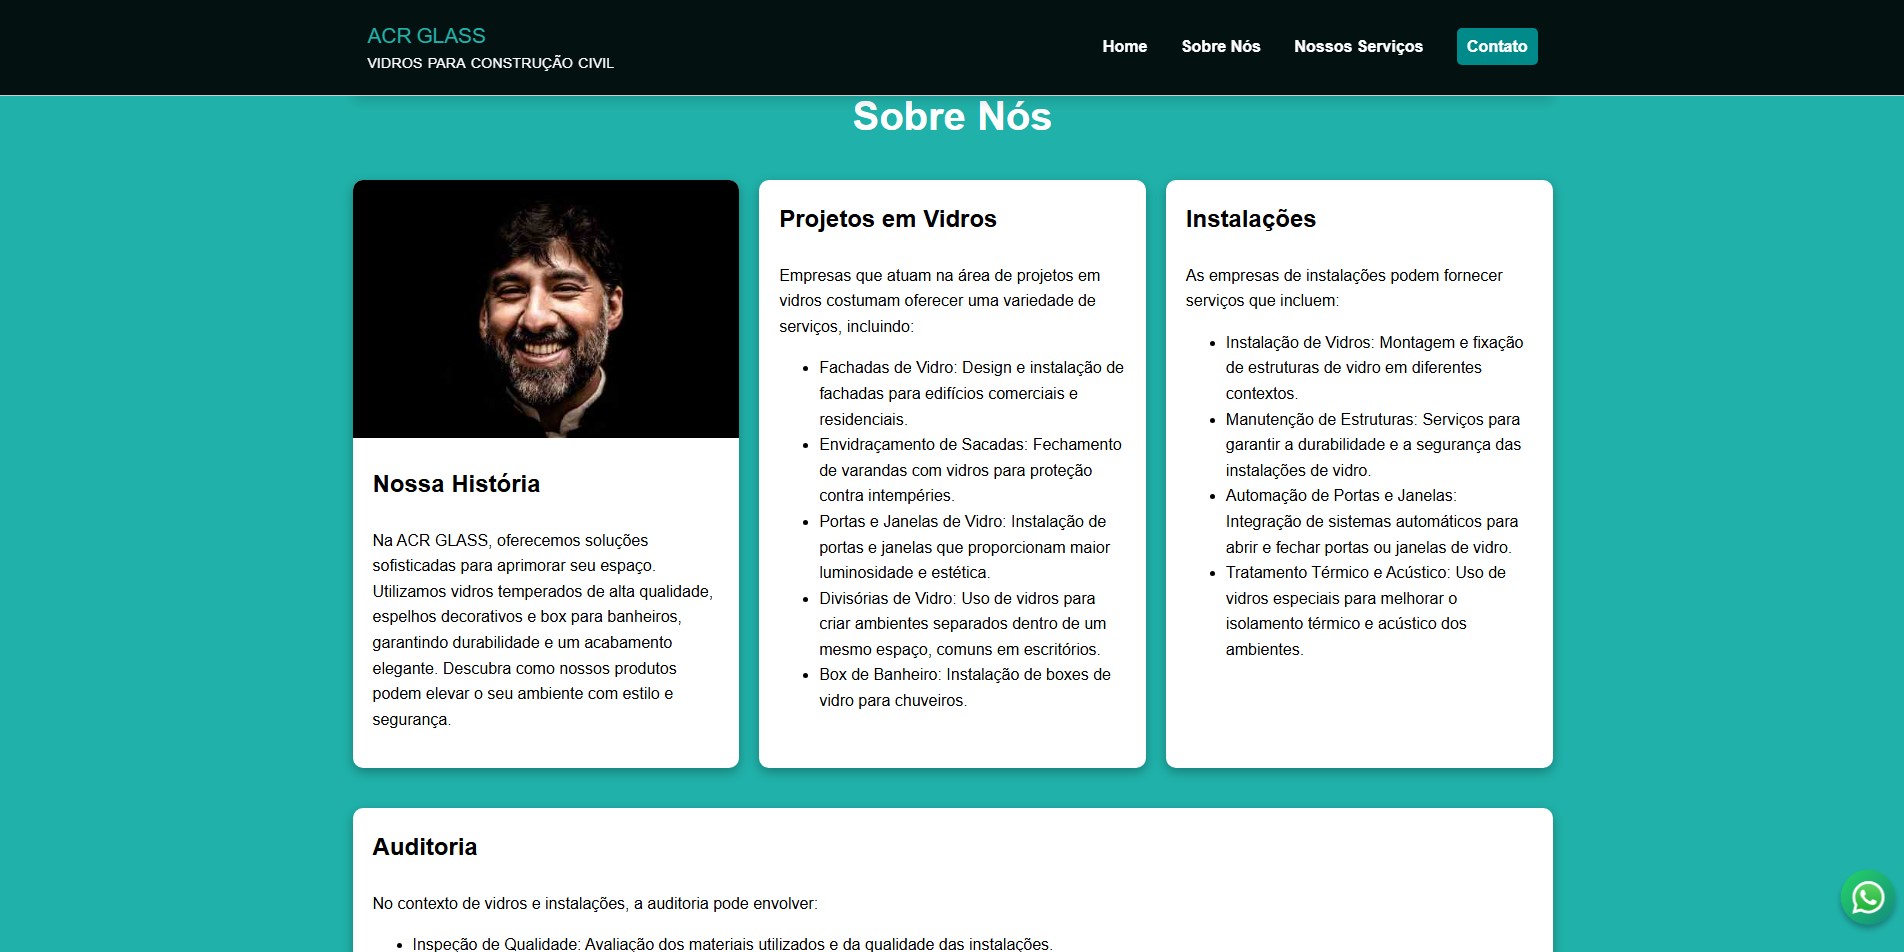 ACR GLASS
VIDROS PARA CONSTRUÇÃO CIVIL
Home
Sobre Nós
Nossos Serviços
Contato
Sobre Nós
Nossa História
Na ACR GLASS, oferecemos soluções
sofisticadas para aprimorar seu espaço.
Utilizamos vidros temperados de alta qualidade,
espelhos decorativos e box para banheiros,
garantindo durabilidade e um acabamento
elegante. Descubra como nossos produtos
podem elevar o seu ambiente com estilo e
segurança.
Projetos em Vidros
Empresas que atuam na área de projetos em
vidros costumam oferecer uma variedade de
serviços, incluindo:
• Fachadas de Vidro: Design e instalação de
fachadas para edifícios comerciais e
residenciais.
• Envidraçamento de Sacadas: Fechamento
de varandas com vidros para proteção
contra intempéries.
• Portas e Janelas de Vidro: Instalação de
portas e janelas que proporcionam maior
luminosidade e estética.
• Divisórias de Vidro: Uso de vidros para
criar ambientes separados dentro de um
mesmo espaço, comuns em escritórios.
• Box de Banheiro: Instalação de boxes de
vidro para chuveiros.
Instalações
As empresas de instalações podem fornecer
serviços que incluem:
• Instalação de Vidros: Montagem e fixação
de estruturas de vidro em diferentes
contextos.
• Manutenção de Estruturas: Serviços para
garantir a durabilidade e a segurança das
instalações de vidro.
• Automação de Portas e Janelas:
Integração de sistemas automáticos para
abrir e fechar portas ou janelas de vidro.
• Tratamento Térmico e Acústico: Uso de
vidros especiais para melhorar o
isolamento térmico e acústico dos
ambientes.
Auditoria
No contexto de vidros e instalações, a auditoria pode envolver:
• Inspeção de Qualidade: Avaliação dos materiais utilizados e da qualidade das instalações.